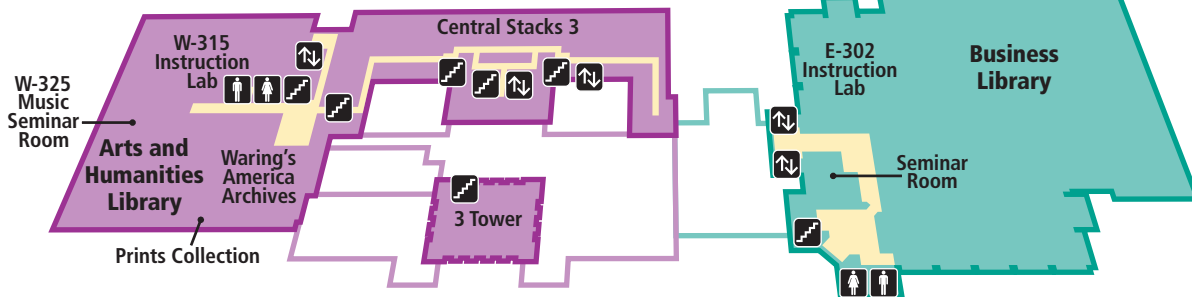 W-325
Music
Seminar
Room
W-315
Instruction
Lab
Arts and
Humanities
Library
Waring's
America
Archives
Prints Collection
Central Stacks 3
3 Tower
E-302
Instruction
Lab
Business
Library
Seminar
Room